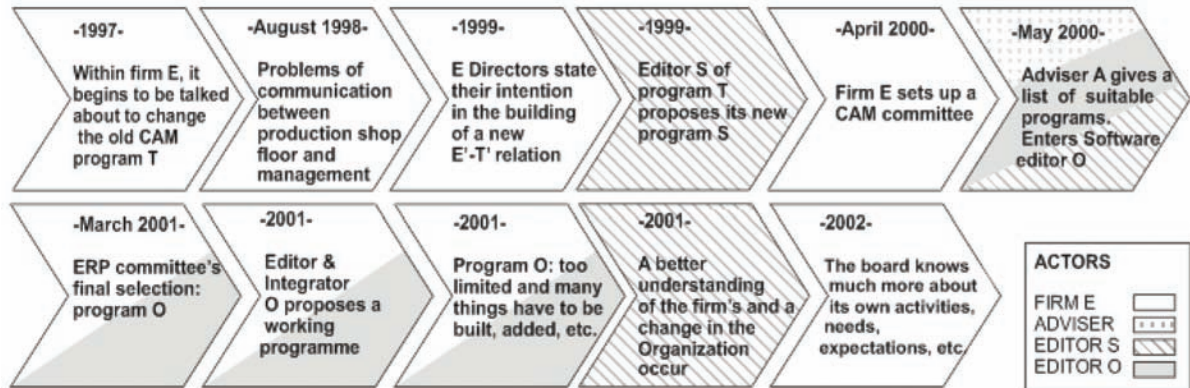 -1997-
Within firm E, it
begins to be talked
about to change
the old CAM
program T
-August 1998-
Problems of
communication
between
production shop
floor and
management
-1999-
E Directors state
their intention
in the building
of a new
E'-T' relation
-1999-
Editor S of
program T
proposes its new
program S
-April 2000-
Firm E sets up a
CAM committee
-May 2000-
Adviser A gives a
list of suitable
programs.
Enters Software
editor O
-March 2001-
ERP committee's
final selection:
program O
-2001-
Editor &
Integrator
O proposes a
working
programme
-2001-
Program O: too
limited and many
things have to be
built, added, etc.
-2001-
A better
understanding
of the firm's and a
change in the
Organization
occur
-2002-
The board knows
much more about
its own activities,
needs,
expectations, etc.
ACTORS
FIRM E
ADVISER
EDITOR S
EDITOR O